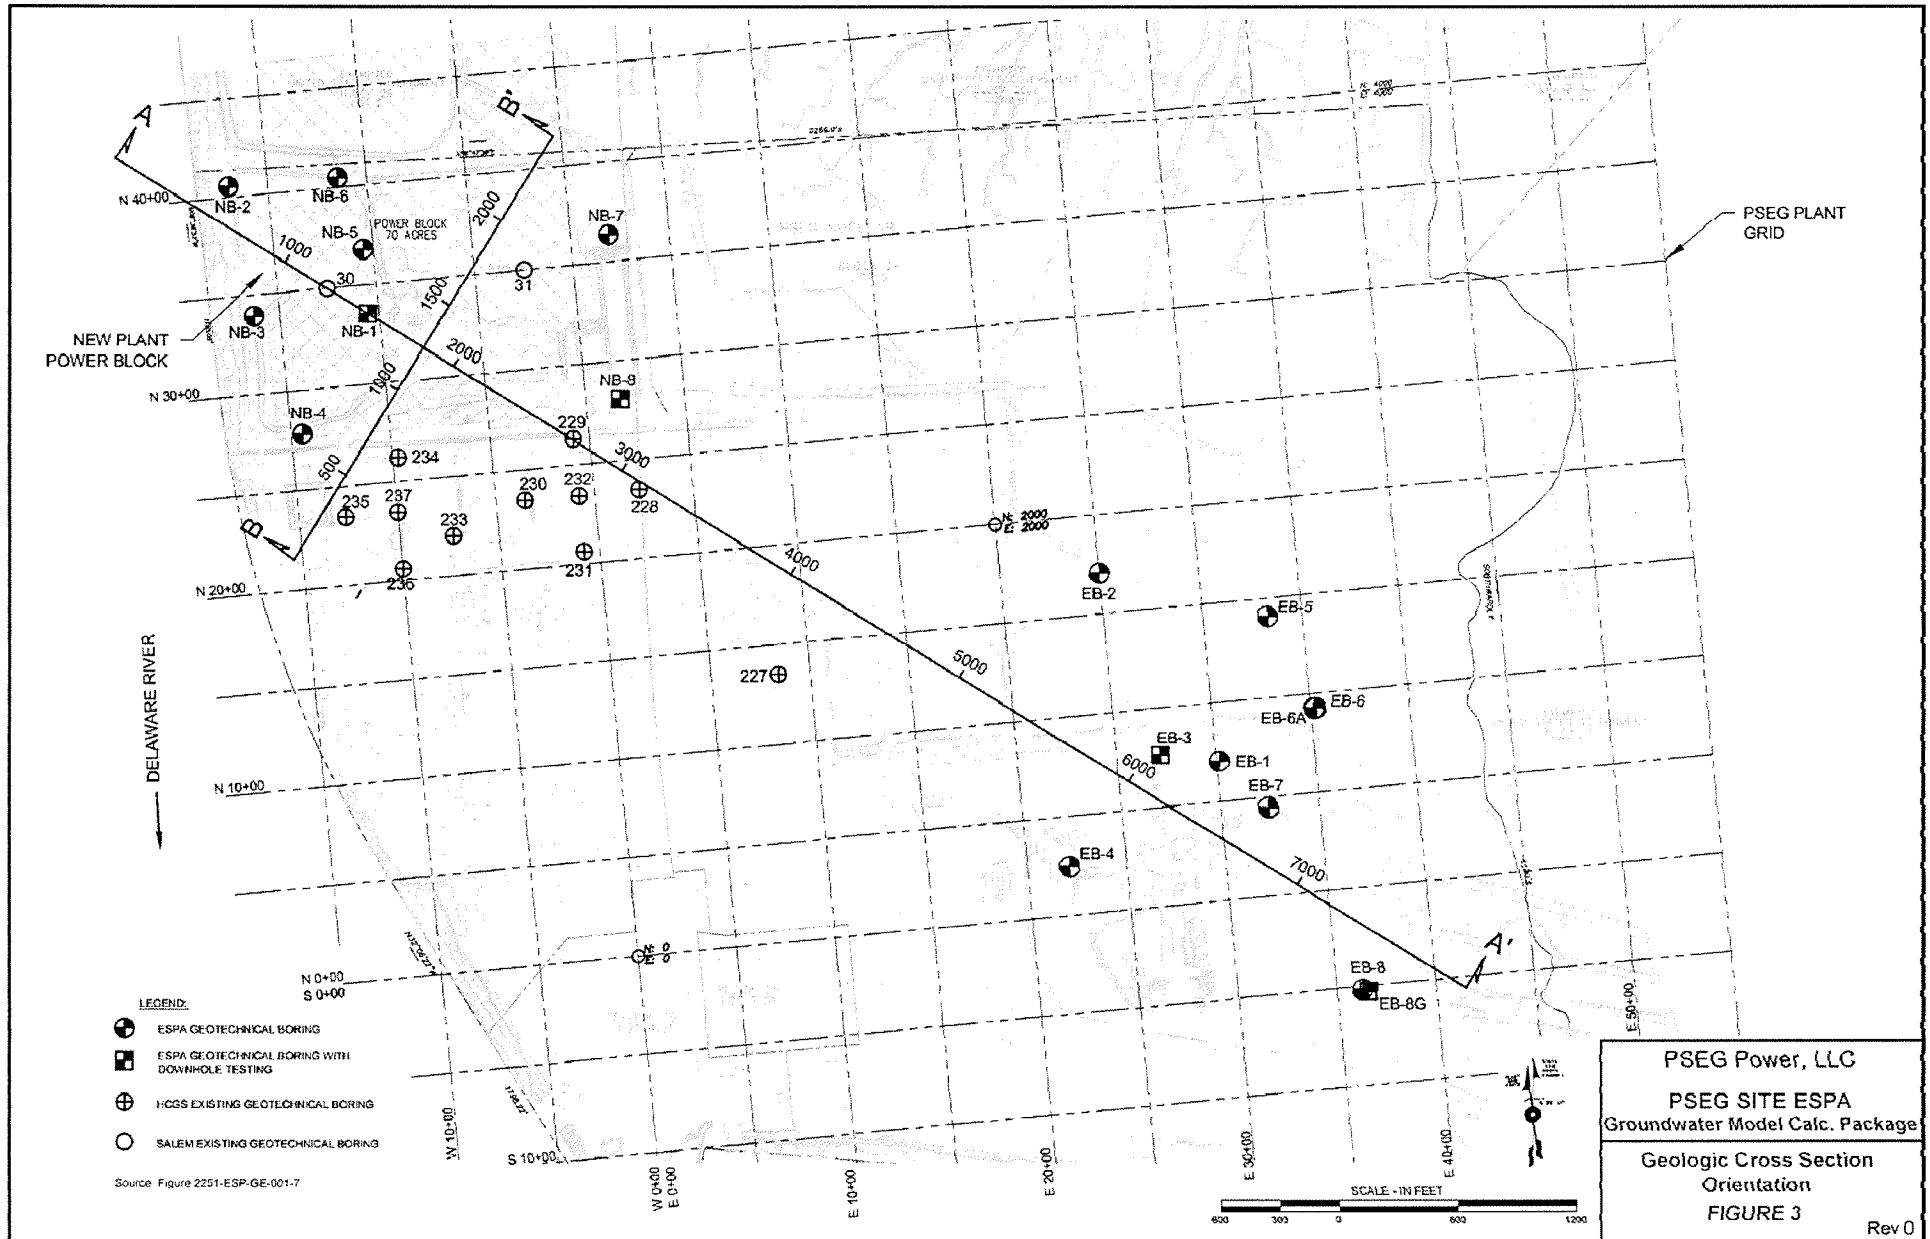 A
B'
N 40+00
NB-2
NB-6
NB-5
POWER BLOCK
70 ACRES
2000
NB-7
1000
30
31
1500
NB-3
NB-1
NEW PLANT
POWER BLOCK
PSEG PLANT
GRID
2000
1000
N 30+00
NB-8
NB-4
229
3000
500
234
235
237
230
232
228
233
B
236
231
N 20+00
4000
N: 2000
E: 2000
EB-2
EB-5
DELAWARE RIVER
227
5000
EB-6A
EB-6
EB-3
EB-1
6000
EB-7
N 10+00
EB-4
7000
A'
N: 0
E: 0
N 0+00
S 0+00
EB-8
EB-8G
LEGEND:
ESPA GEOTECHNICAL BORING
ESPA GEOTECHNICAL BORING WITH
DOWNHOLE TESTING
HCGS EXISTING GEOTECHNICAL BORING
SALEM EXISTING GEOTECHNICAL BORING
Source Figure 2251-ESP-GE-001-7
W 10+00
S 10+00
W 0+00
E 0+00
E 10+00
E 20+00
E 30+00
E 40+00
E 50+00
SCALE - IN FEET
600 300 0 600 1200
PSEG Power, LLC
PSEG SITE ESPA
Groundwater Model Calc. Package
Geologic Cross Section
Orientation
FIGURE 3
Rev 0